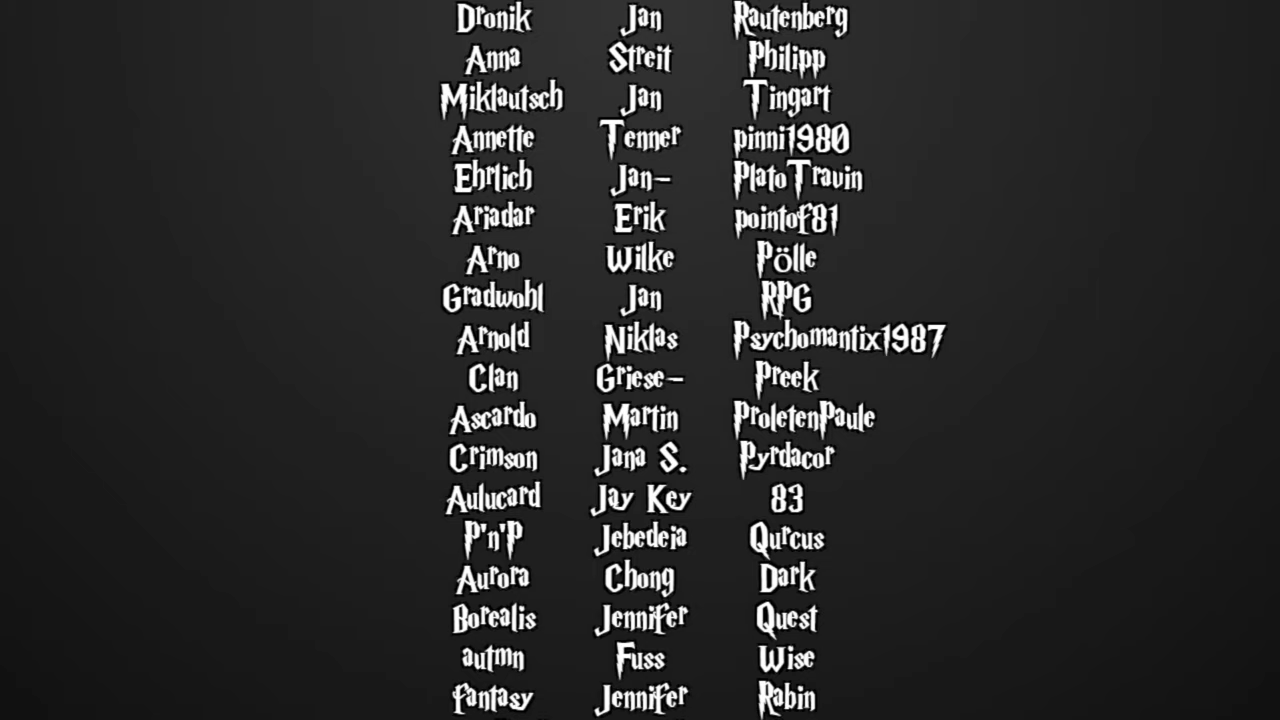 Dronik Jan Rautenberg
Anna Streit Philipp
Miklautsch Jan Tingart
Annette Tenner pinni1980
Ehrlich Jan- PlatoTravin
Ariadar Erik pointof81
Arno Wilke Pölle
Gradwohl Jan RPG
Arnold Niklas Psychomantix1987
Clan Griese- Preek
Ascardo Martin ProletenPaule
Crimson Jana S. Pyrdacor
Aulucard Jay Key 83
P'n'P Jebedeia Qurcus
Aurora Chong Dark
Borealis Jennifer Quest
autmn Fuss Wise
fantasy Jennifer Rabin